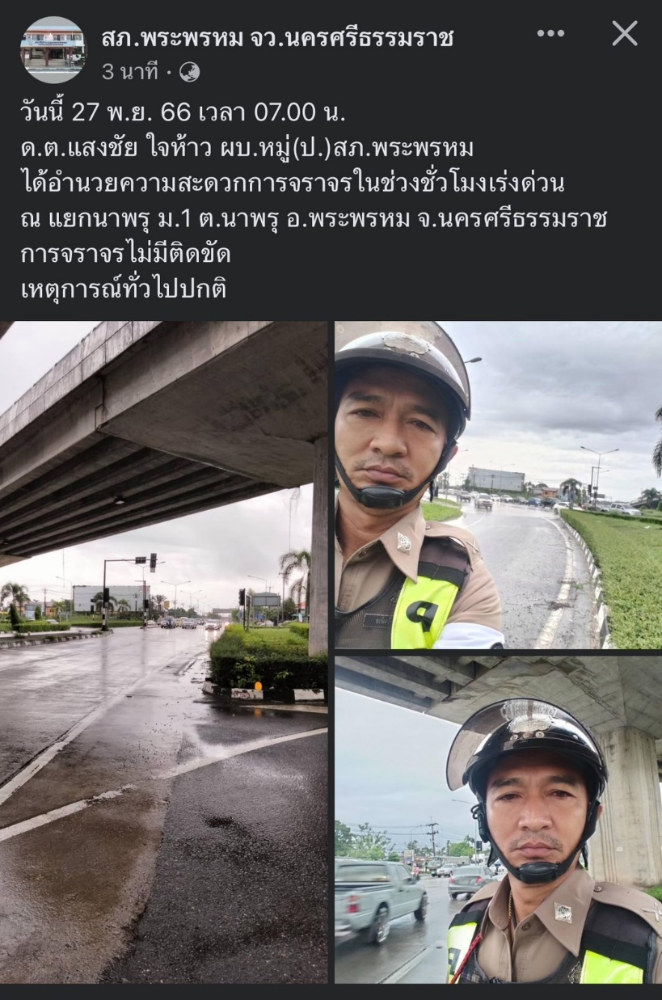 สภ.พระพรหม จว.นครศรีธรรมราช
3 นาที ·
วันนี้ 27 พ.ย. 66 เวลา 07.00 น.
ด.ต.แสงชัย ใจห้าว ผบ.หมู่(ป.)สภ.พระพรหม
ได้อำนวยความสะดวกการจราจรในช่วงชั่วโมงเร่งด่วน
ณ แยกนาพรุ ม.1 ต.นาพรุ อ.พระพรหม จ.นครศรีธรรมราช
การจราจรไม่มีติดขัด
เหตุการณ์ทั่วไปปกติ